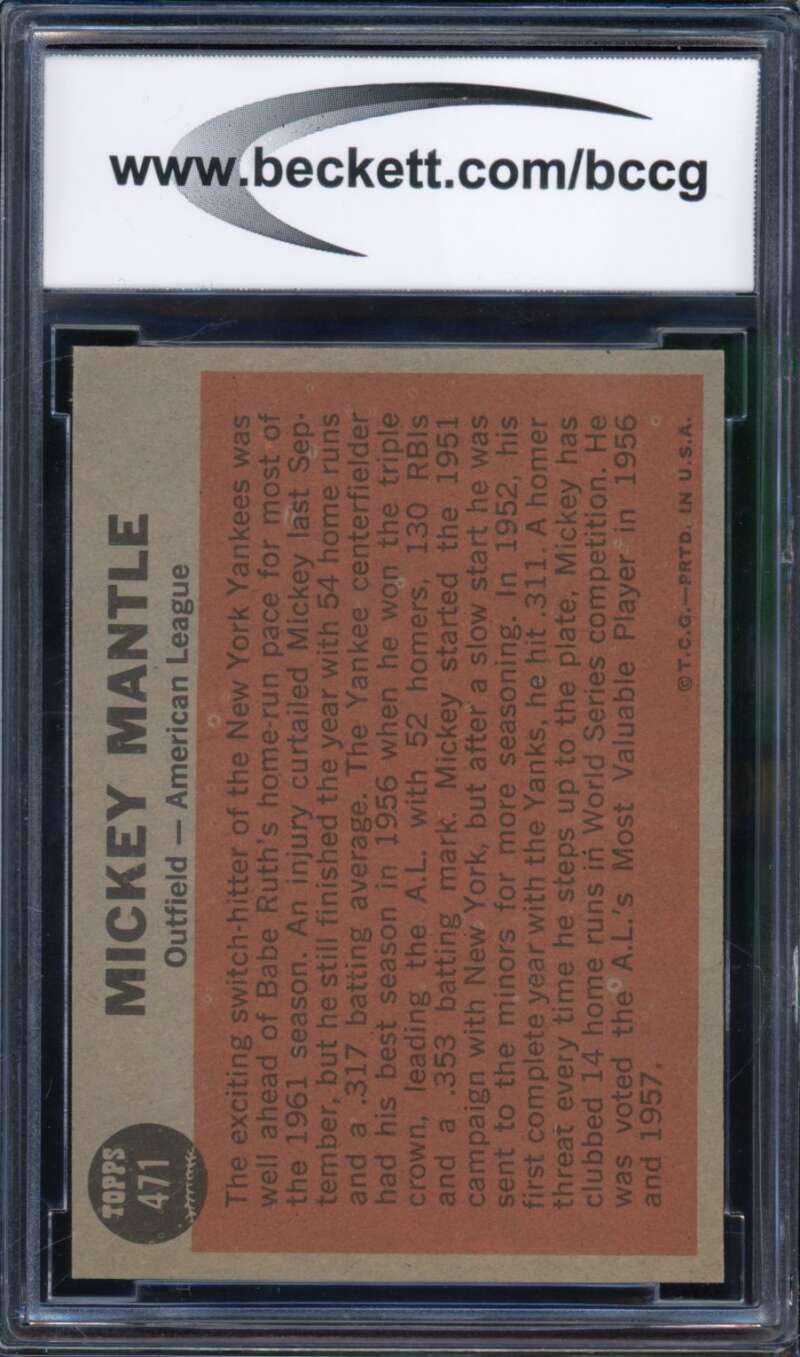 www.beckett.com/bccg
TOPPS
471
MICKEY MANTLE
Outfield — American League
The exciting switch-hitter of the New York Yankees was
well ahead of Babe Ruth's home-run pace for most of
the 1961 season. An injury curtailed Mickey last Sep-
tember, but he still finished the year with 54 home runs
and a .317 batting average. The Yankee centerfielder
had his best season in 1956 when he won the triple
crown, leading the A.L. with 52 homers, 130 RBIs
and a .353 batting mark. Mickey started the 1951
campaign with New York, but after a slow start he was
sent to the minors for more seasoning. In 1952, his
first complete year with the Yanks, he hit .311. A homer
threat every time he steps up to the plate, Mickey has
clubbed 14 home runs in World Series competition. He
was voted the A.L.'s Most Valuable Player in 1956
and 1957.
©T.C.G.—PRTD. IN U.S.A.